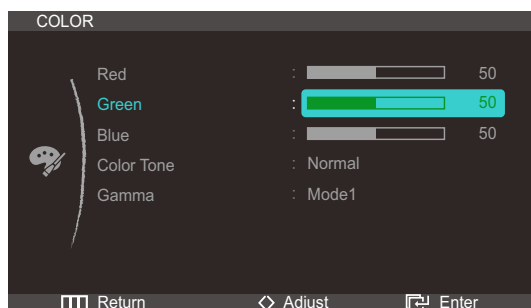 COLOR
Red : 50
Green : 50
Blue : 50
Color Tone : Normal
Gamma : Mode1
Return Adjust Enter